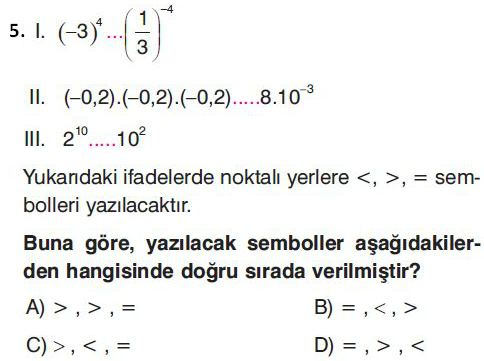 5. I. (–3)⁴...(1/3)⁻⁴
II. (–0,2).(–0,2).(–0,2).....8.10⁻³
III. 2¹⁰.....10²
Yukarıdaki ifadelerde noktalı yerlere <, >, = sem-
bolleri yazılacaktır.
Buna göre, yazılacak semboller aşağıdakiler-
den hangisinde doğru sırada verilmiştir?
A) > , > , = B) = , < , >
C) > , < , = D) = , > , <